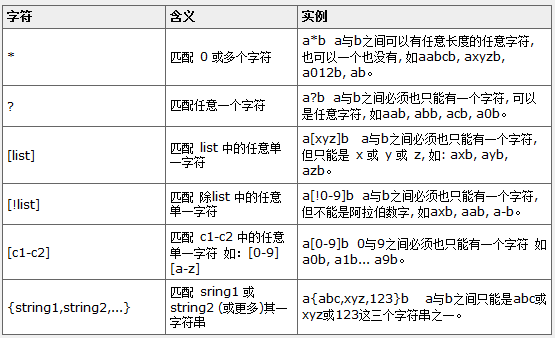 字符 含义 实例
* 匹配 0 或多个字符 a*b a与b之间可以有任意长度的任意字符,
也可以一个也没有, 如aabcb, axyzb,
a012b, ab。
? 匹配任意一个字符 a?b a与b之间必须也只能有一个字符, 可以
是任意字符, 如aab, abb, acb, a0b。
[list] 匹配 list 中的任意单
一字符
a[xyz]b a与b之间必须也只能有一个字符,
但只能是 x 或 y 或 z, 如: axb, ayb,
azb。
[!list] 匹配 除list 中的任意
单一字符
a[!0-9]b a与b之间必须也只能有一个字符,
但不能是阿拉伯数字, 如axb, aab, a-b。
[c1-c2] 匹配 c1-c2 中的任意
单一字符 如：[0-9]
[a-z]
a[0-9]b 0与9之间必须也只能有一个字符 如
a0b, a1b... a9b。
{string1,string2,...} 匹配 sring1 或
string2 (或更多)其一
字符串
a{abc,xyz,123}b a与b之间只能是abc或
xyz或123这三个字符串之一。